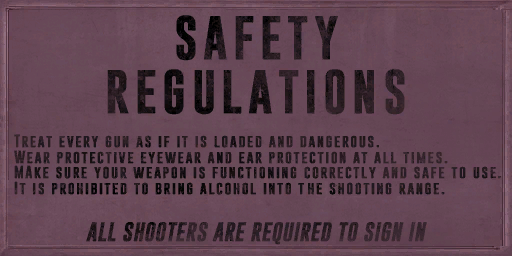 SAFETY
REGULATIONS
TREAT EVERY GUN AS IF IT IS LOADED AND DANGEROUS.
WEAR PROTECTIVE EYEWEAR AND EAR PROTECTION AT ALL TIMES.
MAKE SURE YOUR WEAPON IS FUNCTIONING CORRECTLY AND SAFE TO USE.
IT IS PROHIBITED TO BRING ALCOHOL INTO THE SHOOTING RANGE.
ALL SHOOTERS ARE REQUIRED TO SIGN IN